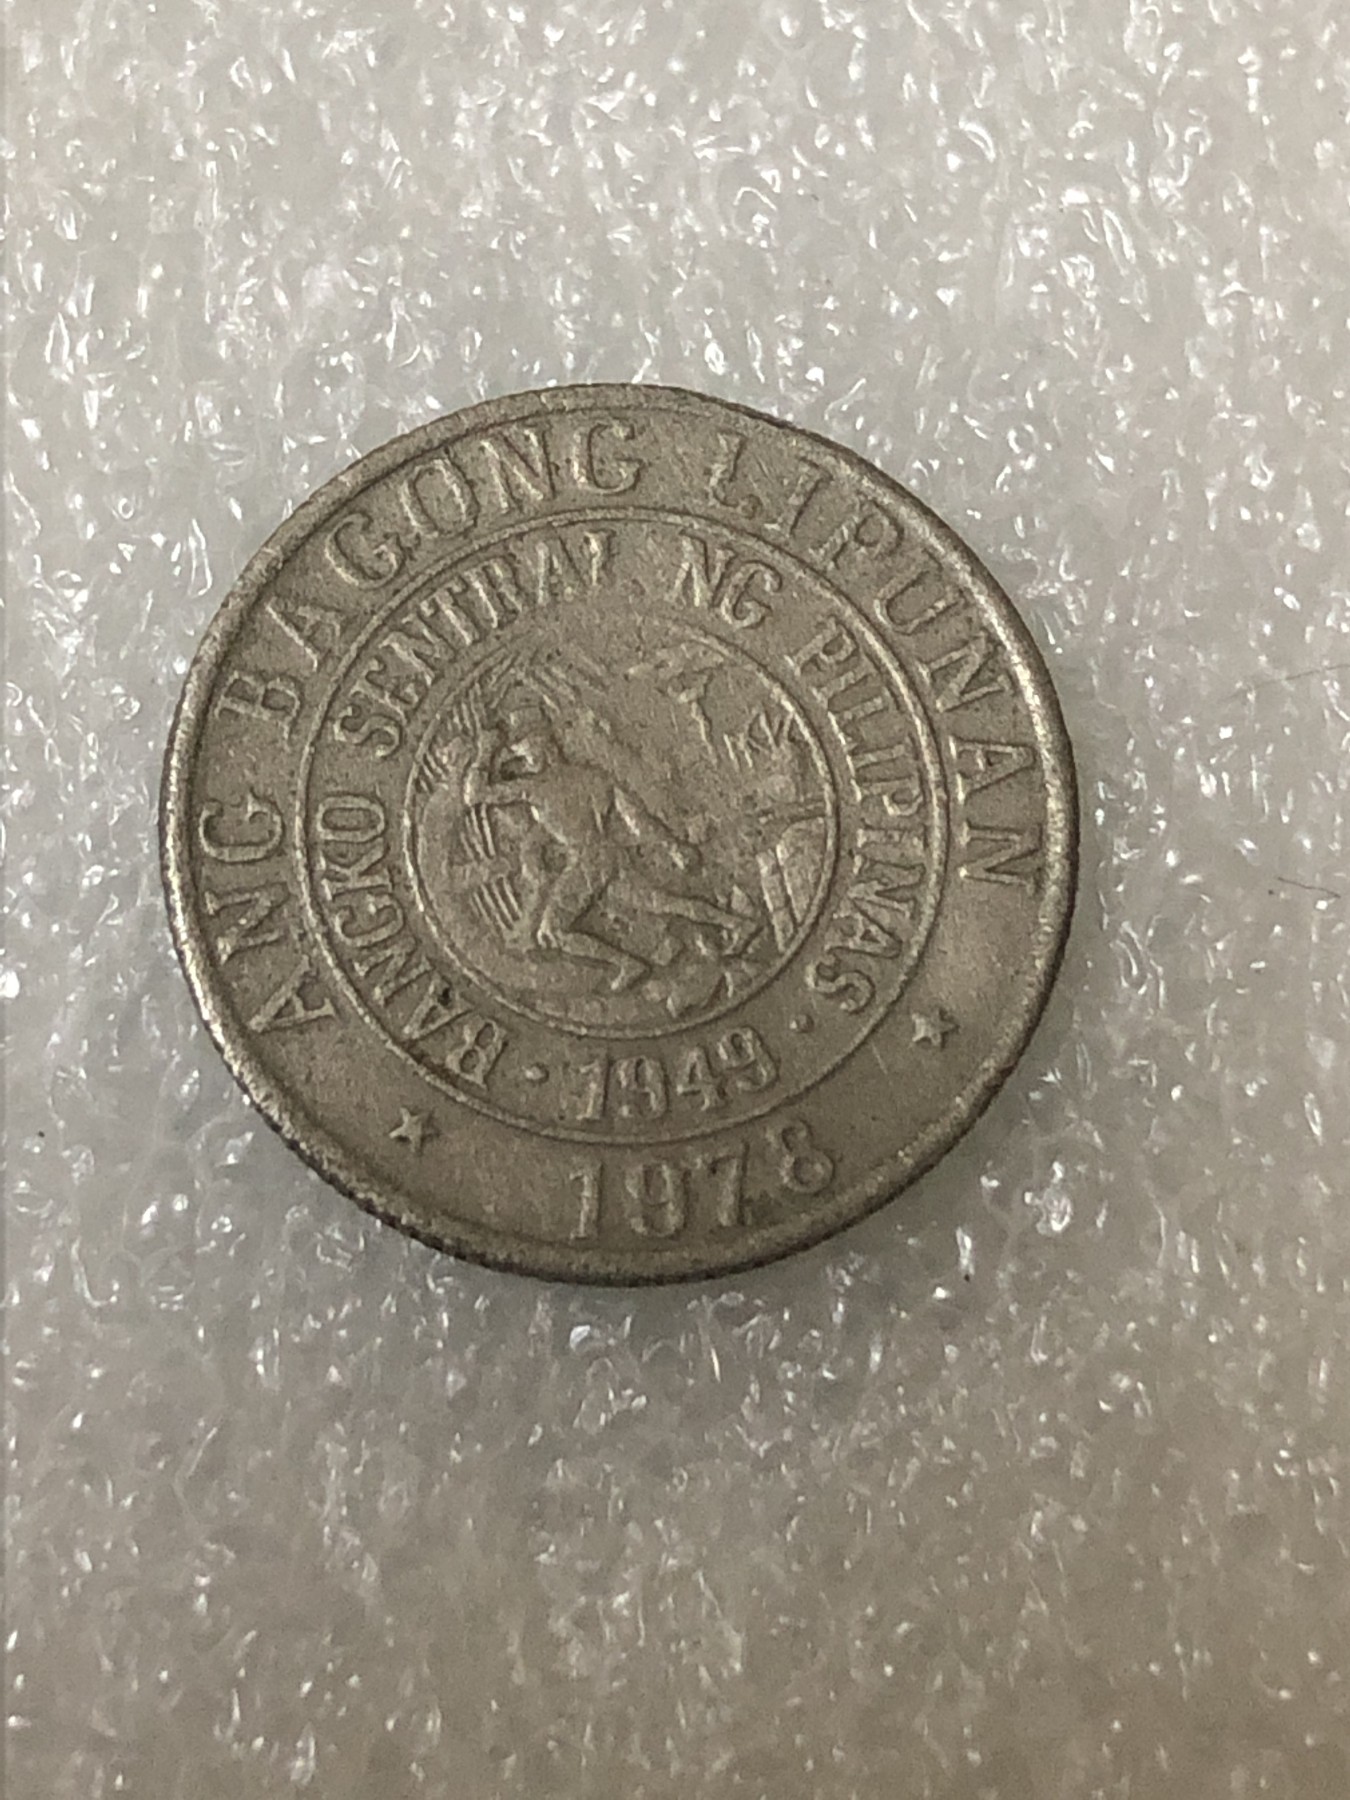 ANG BAGONG LIPUNAN
1978
BANGKO SENTRAL NG PILIPINAS
· 1949 ·